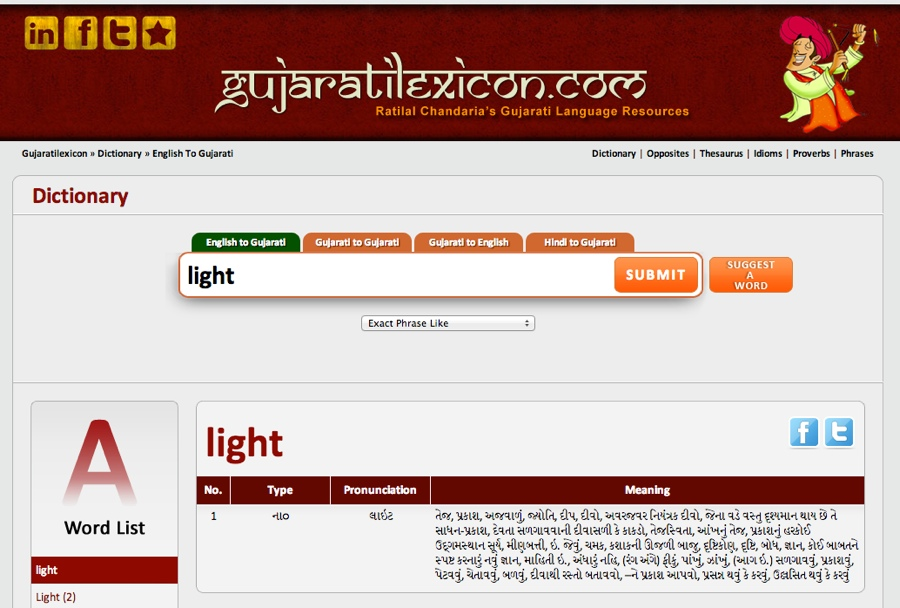 in f t
gujaratilexicon.com
Ratilal Chandaria's Gujarati Language Resources
Gujaratilexicon » Dictionary » English To Gujarati
Dictionary | Opposites | Thesaurus | Idioms | Proverbs | Phrases
Dictionary
English to Gujarati Gujarati to Gujarati Gujarati to English Hindi to Gujarati
light SUBMIT
SUGGEST
A
WORD
Exact Phrase Like
A
Word List
light
Light (2)
light
f t
No. Type Pronunciation Meaning
1 ના૦ લાઇટ તેજ, પ્રકાશ, અજવાળું, જ્યોતિ, દીપ, દીવો, અવરજવર નિયંત્રક દીવો, જેના વડે વસ્તુ દૃશ્યમાન થાય છે તે
સાધન-પ્રકાશ, દેવતા સળગાવવાની દીવાસળી કે કાકડો, તેજસ્વિતા, આંખનું તેજ, પ્રકાશનું હરકોઈ
ઉદ્ગમસ્થાન સૂર્ય, મીણબત્તી, ઇ. જેવું, ચમક, કશાકની ઊજળી બાજુ, દૃષ્ટિકોણ, દૃષ્ટિ, બોધ, જ્ઞાન, કોઈ બાબતને
સ્પષ્ટ કરનારું નવું જ્ઞાન, માહિતી ઇ., અંધારું નહિ, (રંગ અંગે) ફીકું, પાંખું, ઝાંખું, (આગ ઇ.) સળગાવવું, પ્રકાશવું,
પેટવવું, ચેતાવવું, બળવું, દીવાથી રસ્તો બતાવવો, –ને પ્રકાશ આપવો, પ્રસન્ન થવું કે કરવું, ઉલ્લસિત થવું કે કરવું